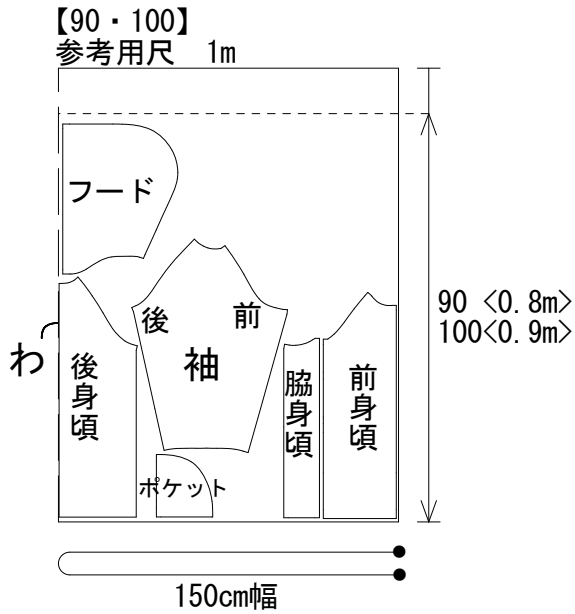 【90・100】
参考用尺 1m
フード
90 <0.8m>
100<0.9m>
後 前
わ
袖
後身頃
脇身頃
前身頃
ポケット
150cm幅